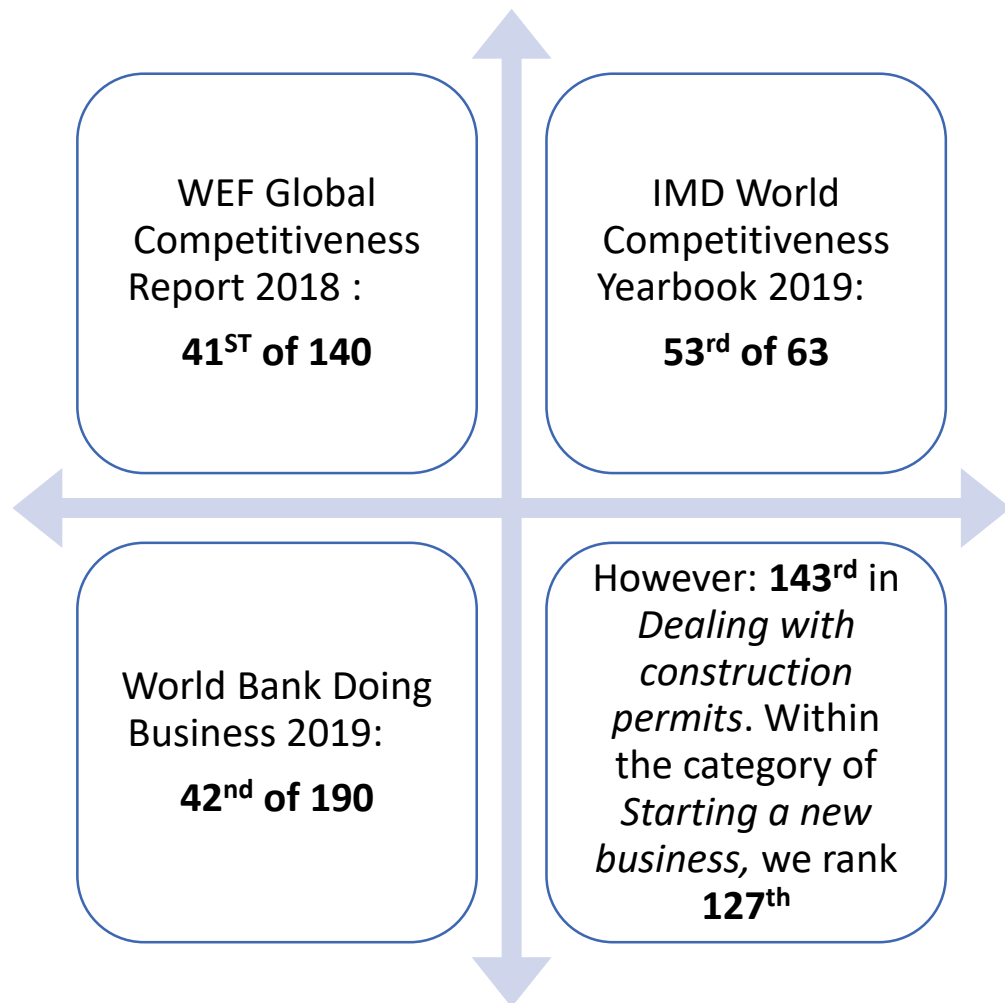 WEF Global
Competitiveness
Report 2018 :
41ST of 140
IMD World
Competitiveness
Yearbook 2019:
53rd of 63
World Bank Doing
Business 2019:
42nd of 190
However: 143rd in
Dealing with
construction
permits. Within
the category of
Starting a new
business, we rank
127th